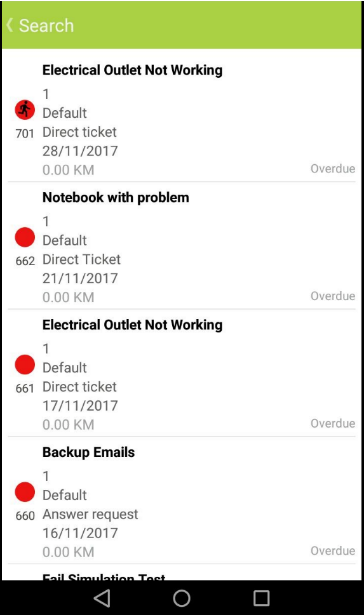 Search
Electrical Outlet Not Working
1
Default
701 Direct ticket
28/11/2017
0.00 KM Overdue
Notebook with problem
1
Default
662 Direct Ticket
21/11/2017
0.00 KM Overdue
Electrical Outlet Not Working
1
Default
661 Direct ticket
17/11/2017
0.00 KM Overdue
Backup Emails
1
Default
660 Answer request
16/11/2017
0.00 KM Overdue
Fail Simulation Test